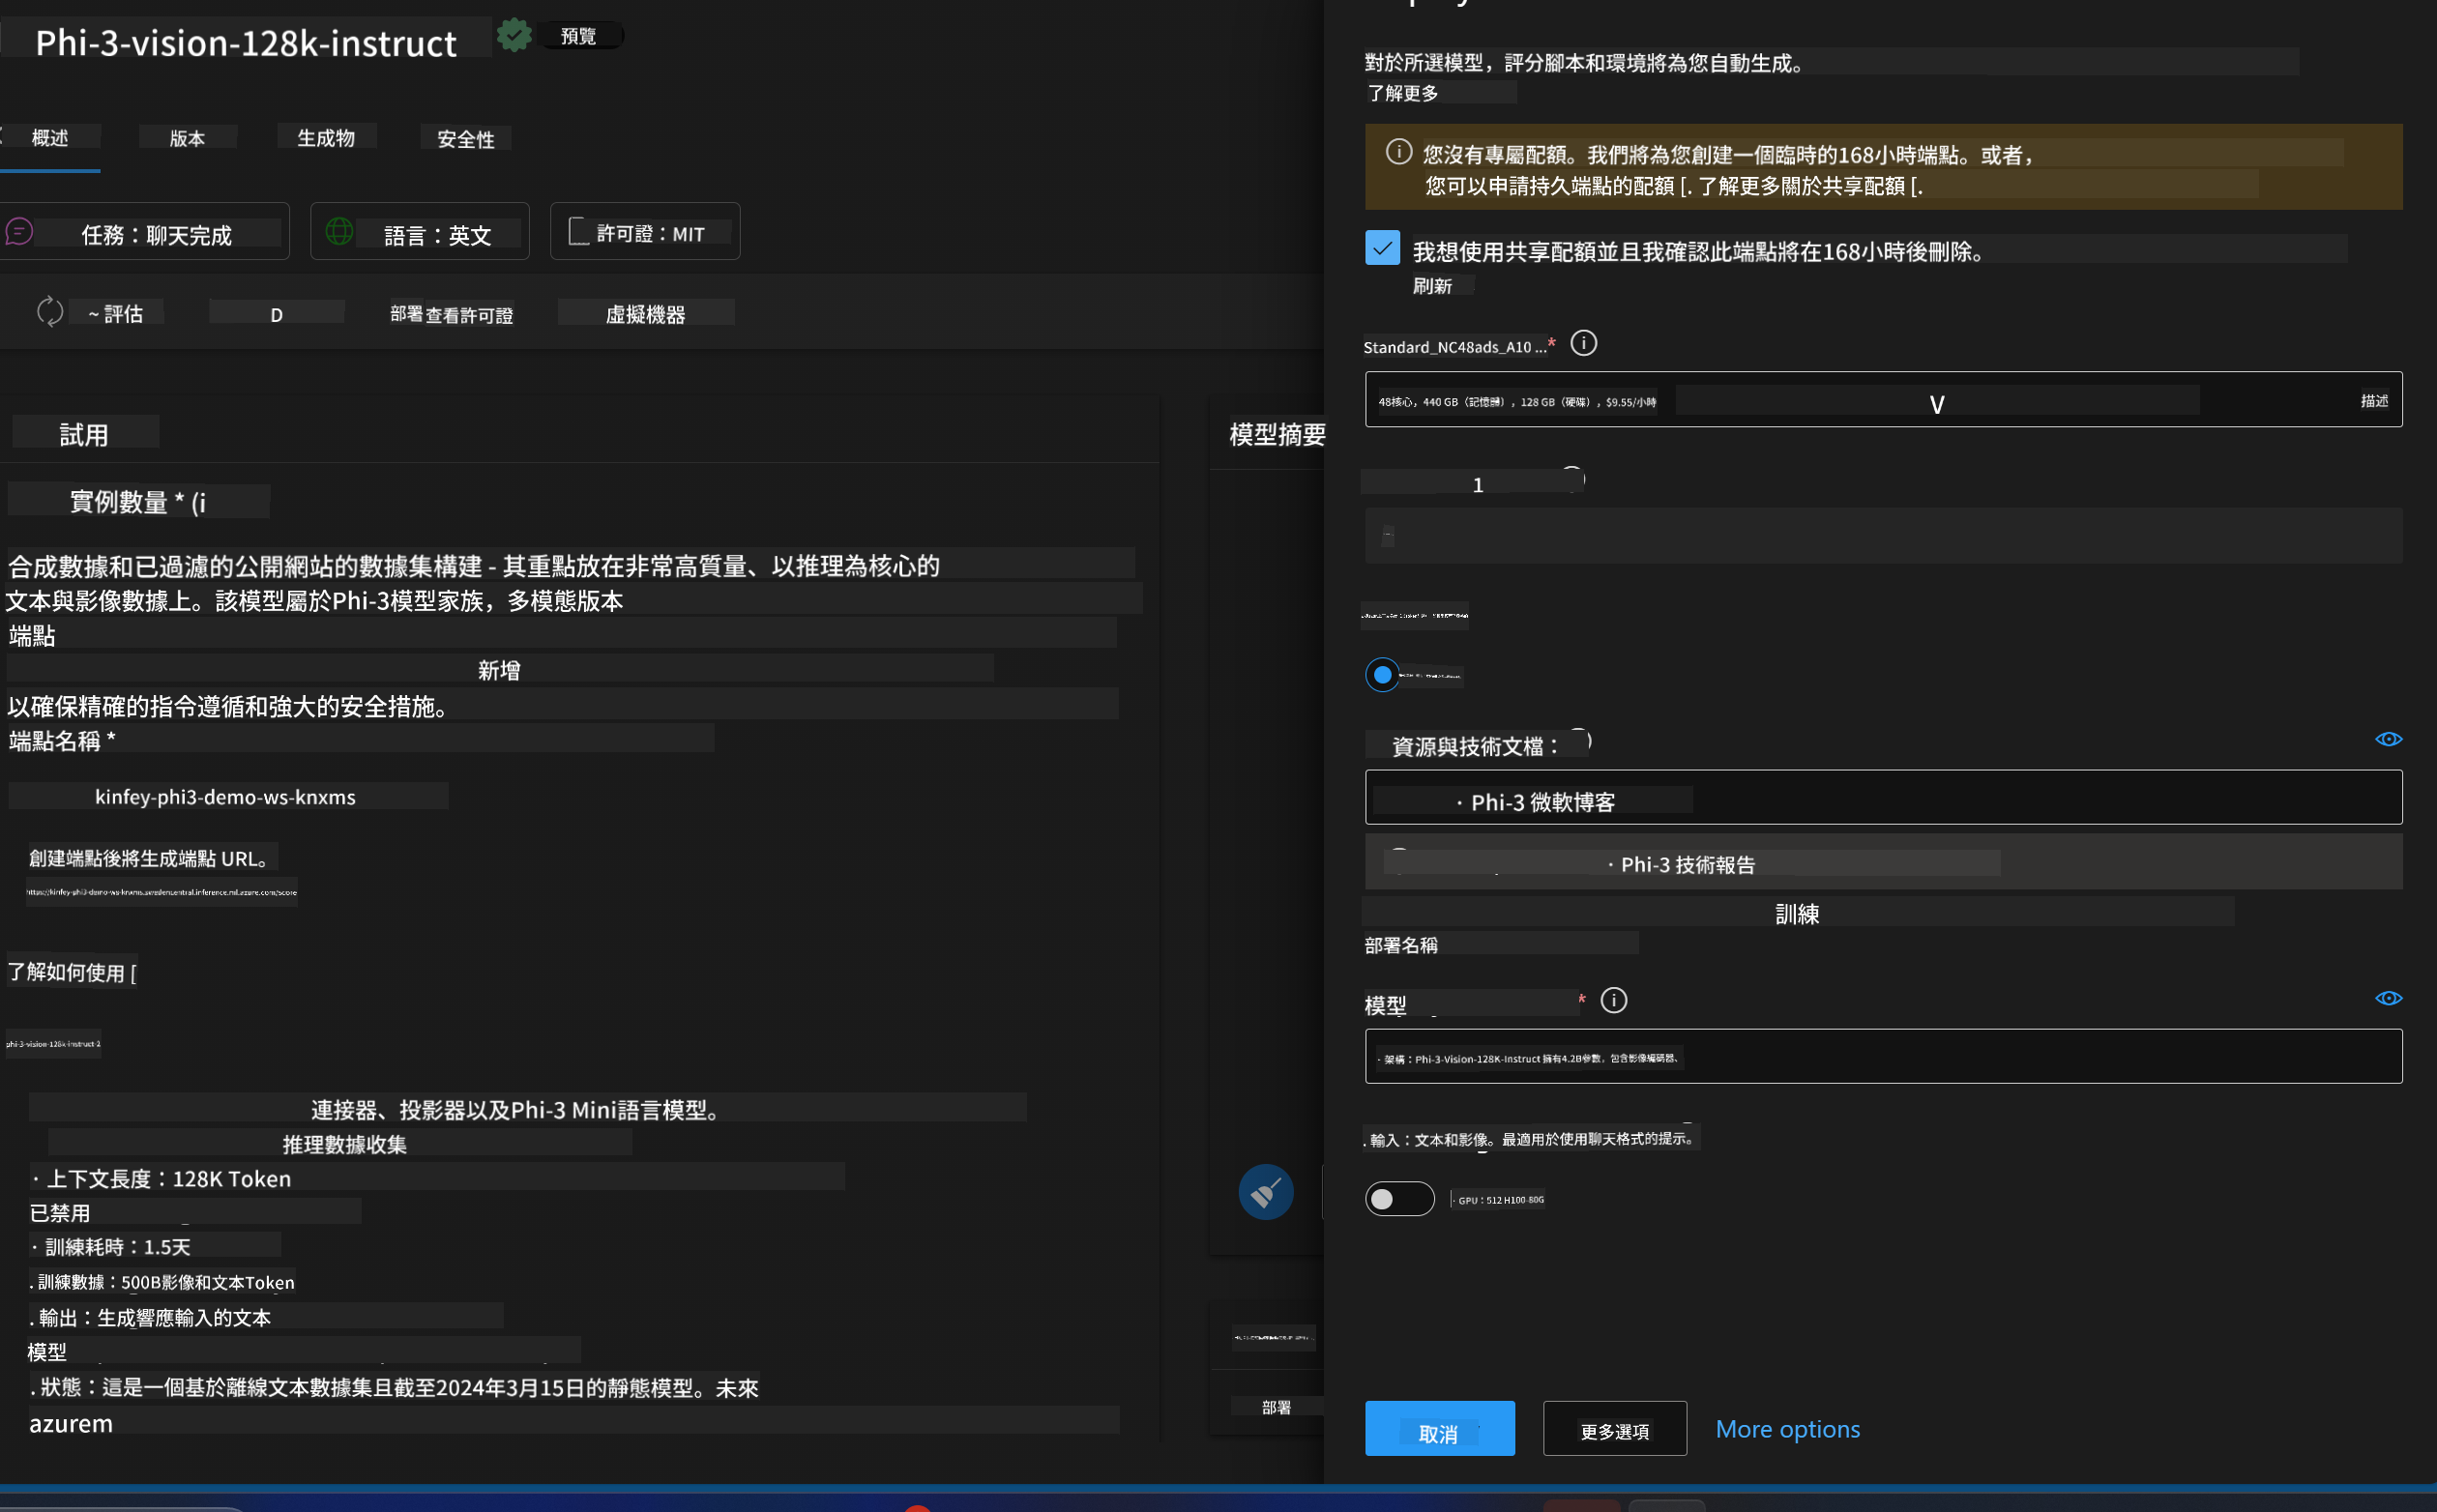 Phi-3-vision-128k-instruct
預覽
概述
版本
生成物
安全性
任務：聊天完成
語言：英文
許可證：MIT
~ 評估
D
部署
查看許可證
虛擬機器
試用
實例數量 * (i
合成數據和已過濾的公開網站的數據集構建 - 其重點放在非常高質量、以推理為核心的
文本與影像數據上。該模型屬於Phi-3模型家族，多模態版本
端點
新增
以確保精確的指令遵循和強大的安全措施。
端點名稱 *
kinfey-phi3-demo-ws-knxms
創建端點後將生成端點 URL。
https://kinfey-phi3-demo-ws-knxms.swedencentral.inference.ml.azure.com/score
了解如何使用 [
phi-3-vision-128k-instruct-2
連接器、投影器以及Phi-3 Mini語言模型。
推理數據收集
· 上下文長度：128K Token
已禁用
· 訓練耗時：1.5天
. 訓練數據：500B影像和文本Token
. 輸出：生成響應輸入的文本
模型
. 狀態：這是一個基於離線文本數據集且截至2024年3月15日的靜態模型。未來
azurem
模型摘要
部署
對於所選模型，評分腳本和環境將為您自動生成。
了解更多
您沒有專屬配額。我們將為您創建一個臨時的168小時端點。或者，
您可以申請持久端點的配額 [. 了解更多關於共享配額 [.
我想使用共享配額並且我確認此端點將在168小時後刪除。
刷新
Standard_NC48ads_A10 ...*
48核心，440 GB（記憶體），128 GB（硬碟），$9.55/小時
V
描述
1
資源與技術文檔：
· Phi-3 微軟博客
· Phi-3 技術報告
訓練
部署名稱
模型 *
· 架構：Phi-3-Vision-128K-Instruct 擁有4.2B參數，包含影像編碼器、
. 輸入：文本和影像。最適用於使用聊天格式的提示。
· GPU：512 H100-80G
取消
更多選項
More options